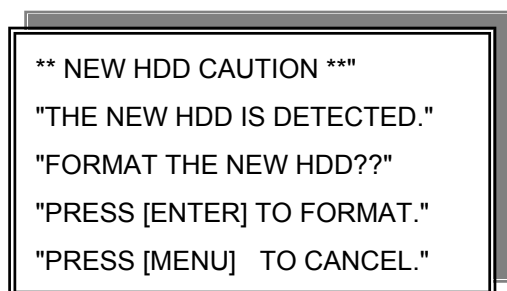 ** NEW HDD CAUTION **"
"THE NEW HDD IS DETECTED."
"FORMAT THE NEW HDD??"
"PRESS [ENTER] TO FORMAT."
"PRESS [MENU]   TO CANCEL."